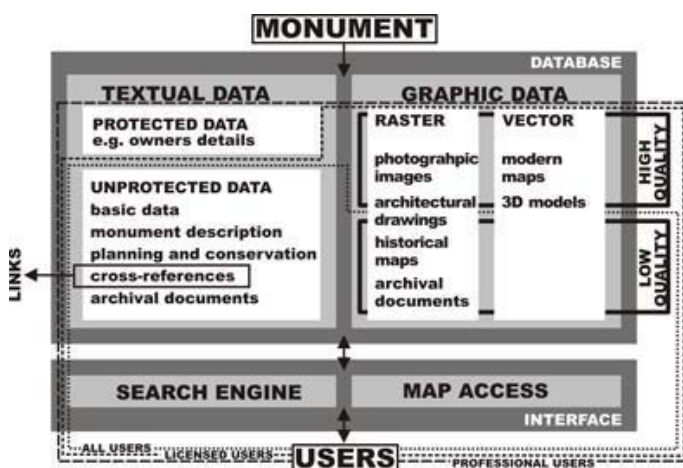 MONUMENT
DATABASE
TEXTUAL DATA
PROTECTED DATA
e.g. owners details
UNPROTECTED DATA
basic data
monument description
planning and conservation
cross-references
archival documents
LINKS
GRAPHIC DATA
RASTER
photograhpic
images
architectural
drawings
historical
maps
archival
documents
VECTOR
modern
maps
3D models
HIGH
QUALITY
LOW
QUALITY
SEARCH ENGINE
MAP ACCESS
INTERFACE
ALL USERS
LICENSED USERS
USERS
PROFESSIONAL USERS